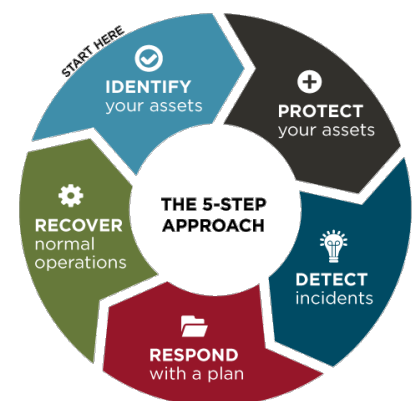 START HERE
IDENTIFY
your assets
PROTECT
your assets
DETECT
incidents
RESPOND
with a plan
RECOVER
normal
operations
THE 5-STEP
APPROACH